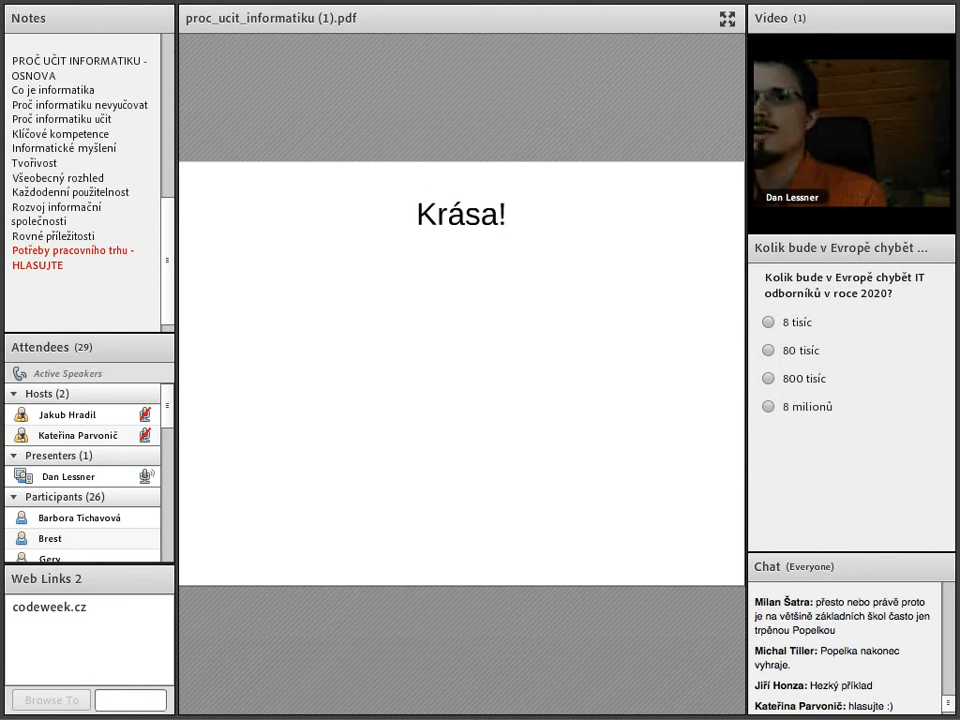 Notes
PROČ UČIT INFORMATIKU -
OSNOVA
Co je informatika
Proč informatiku nevyučovat
Proč informatiku učit
Klíčové kompetence
Informatické myšlení
Tvořivost
Všeobecný rozhled
Každodenní použitelnost
Rozvoj informační
společnosti
Rovné příležitosti
Potřeby pracovního trhu -
HLASUJTE
Attendees (29)
Active Speakers
Hosts (2)
Jakub Hradil
Kateřina Parvonič
Presenters (1)
Dan Lessner
Participants (26)
Barbora Tichavová
Brest
Gery
Web Links 2
codeweek.cz
Browse To
proc_ucit_informatiku (1).pdf
Krása!
Video (1)
Dan Lessner
Kolik bude v Evropě chybět ...
Kolik bude v Evropě chybět IT
odborníků v roce 2020?
8 tisíc
80 tisíc
800 tisíc
8 milionů
Chat (Everyone)
Milan Šatra: přesto nebo právě proto
je na většině základních škol často jen
trpěnou Popelkou
Michal Tiller: Popelka nakonec
vyhraje.
Jiří Honza: Hezký příklad
Kateřina Parvonič: hlasujte :)